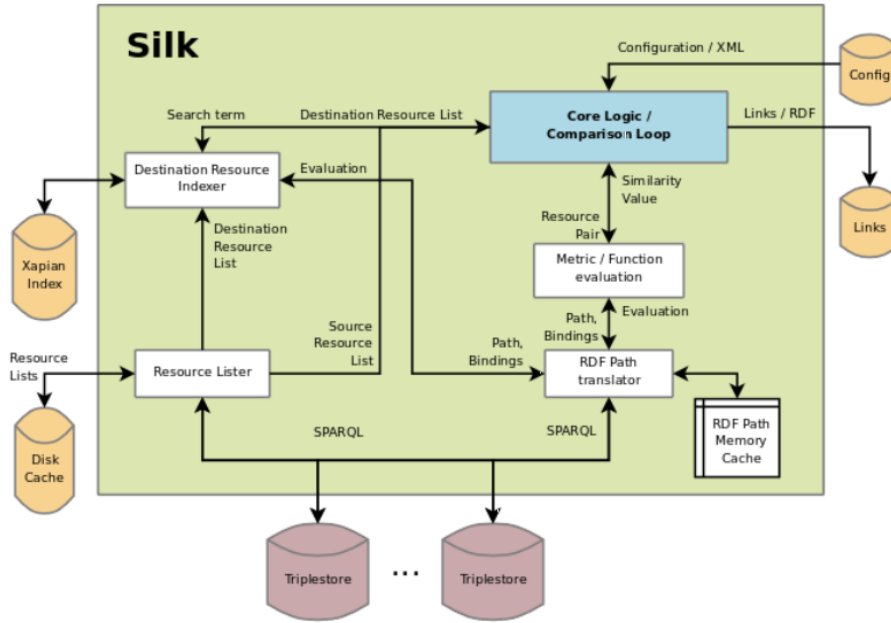 Silk
Configuration / XML
Config
Search term
Destination Resource List
Core Logic /
Comparison Loop
Links / RDF
Destination Resource
Indexer
Evaluation
Similarity
Value
Resource
Pair
Links
Xapian
Index
Destination
Resource
List
Metric / Function
evaluation
Evaluation
Path,
Bindings
Source
Resource
List
Path,
Bindings
Resource
Lists
Resource Lister
RDF Path
translator
RDF Path
Memory
Cache
Disk
Cache
SPARQL
SPARQL
Triplestore
...
Triplestore